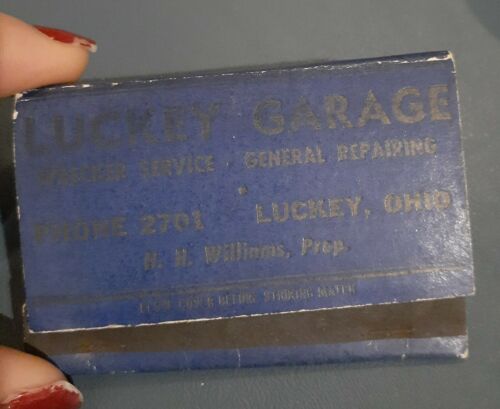 LUCKEY GARAGE
WRECKER SERVICE GENERAL REPAIRING
PHONE 2701 LUCKEY, OHIO
H. H. Williams, Prop.
CLOSE COVER BEFORE STRIKING MATCH